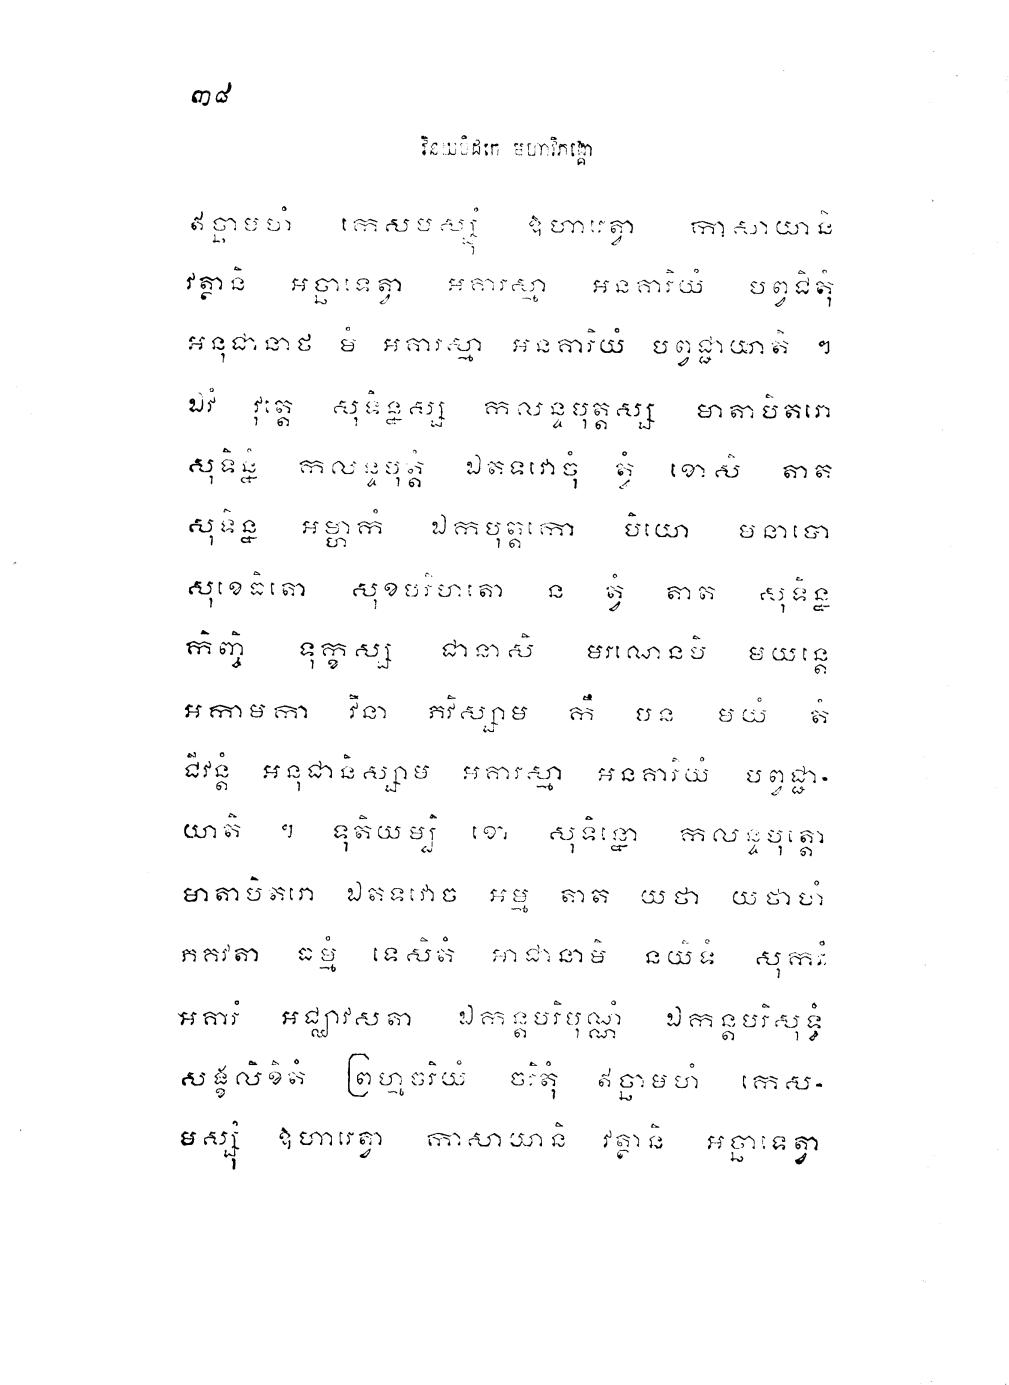 ៣៨
វិនយបិដកេ មហាវិភង្គោ
ឥច្ឆាមហំ កេសមស្សុំ ឱហារេត្វា កាសាយានិ
វត្ថានិ អច្ឆាទេត្វា អគារស្មា អនគារិយំ បព្វជិតុំ
អនុជានាថ មំ អគារស្មា អនគារិយំ បព្វជ្ជាយាតិ ។
ឯវំ វុត្តេ សុទិន្នស្ស កលន្ទបុត្តស្ស មាតាបិតរោ
សុទិន្នំ កលន្ទបុត្តំ ឯតទវោចុំ ត្វំ ខោសិ តាត
សុទិន្ន អម្ហាកំ ឯកបុត្តកោ បិយោ មនាបោ
សុខេធិតោ សុខបរិហតោ ន ត្វំ តាត សុទិន្ន
កិញ្ចិ ទុក្ខស្ស ជានាសិ មរណេនបិ មយន្តេ
អកាមកា វិនា ភវិស្សាម កឹ បន មយំ តំ
ជីវន្តំ អនុជានិស្សាម អគារស្មា អនគារិយំ បព្វជ្ជា-
យាតិ ។ ទុតិយម្បិ ខោ សុទិន្នោ កលន្ទបុត្តោ
មាតាបិតរោ ឯតទវោច អម្ម តាត យថា យថាហំ
ភគវតា ធម្មំ ទេសិតំ អាជានាមិ នយិទំ សុករំ
អគារំ អជ្ឈាវសតា ឯកន្តបរិបុណ្ណំ ឯកន្តបរិសុទ្ធំ
សង្ខលិខិតំ ព្រហ្មចរិយំ ចរិតុំ ឥច្ឆាមហំ កេស-
មស្សុំ ឱហារេត្វា កាសាយានិ វត្ថានិ អច្ឆាទេត្វា